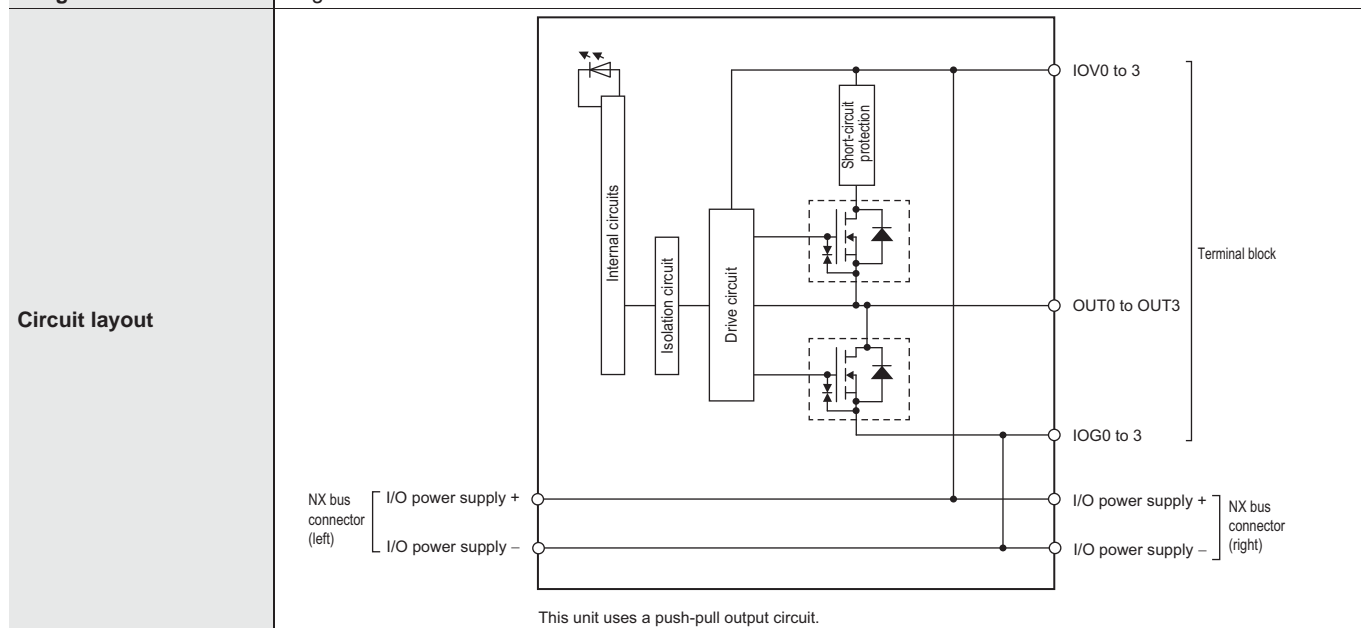 Circuit layout
IOV0 to 3
Short-circuit
protection
Internal circuits
Isolation circuit
Drive circuit
Terminal block
OUT0 to OUT3
IOG0 to 3
NX bus
connector
(left)
I/O power supply +
I/O power supply −
I/O power supply +
I/O power supply −
NX bus
connector
(right)
This unit uses a push-pull output circuit.